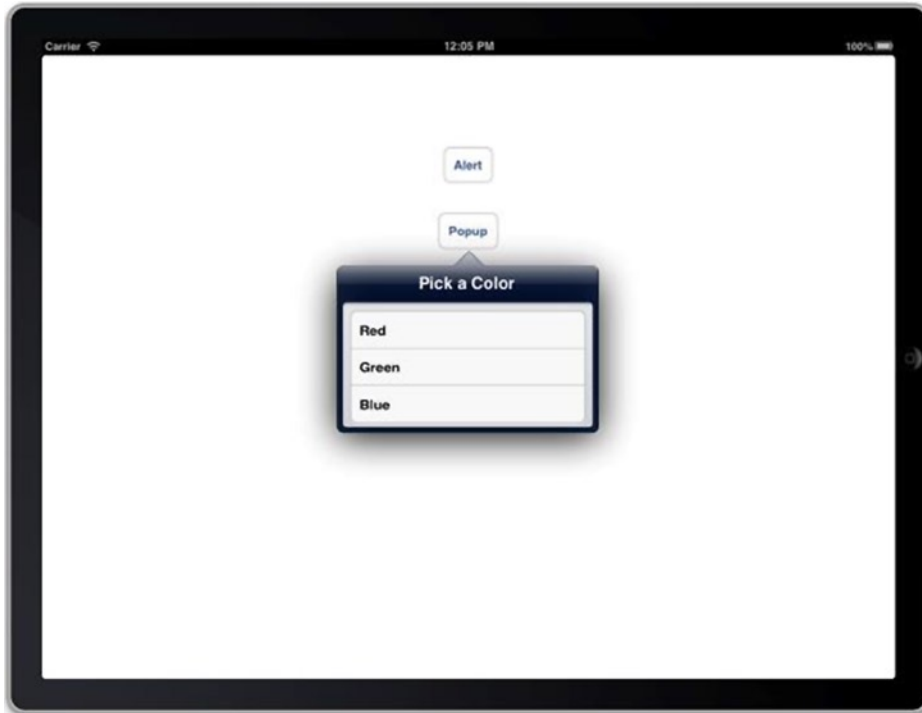 Carrier 12:05 PM 100%
Alert
Popup
Pick a Color
Red
Green
Blue